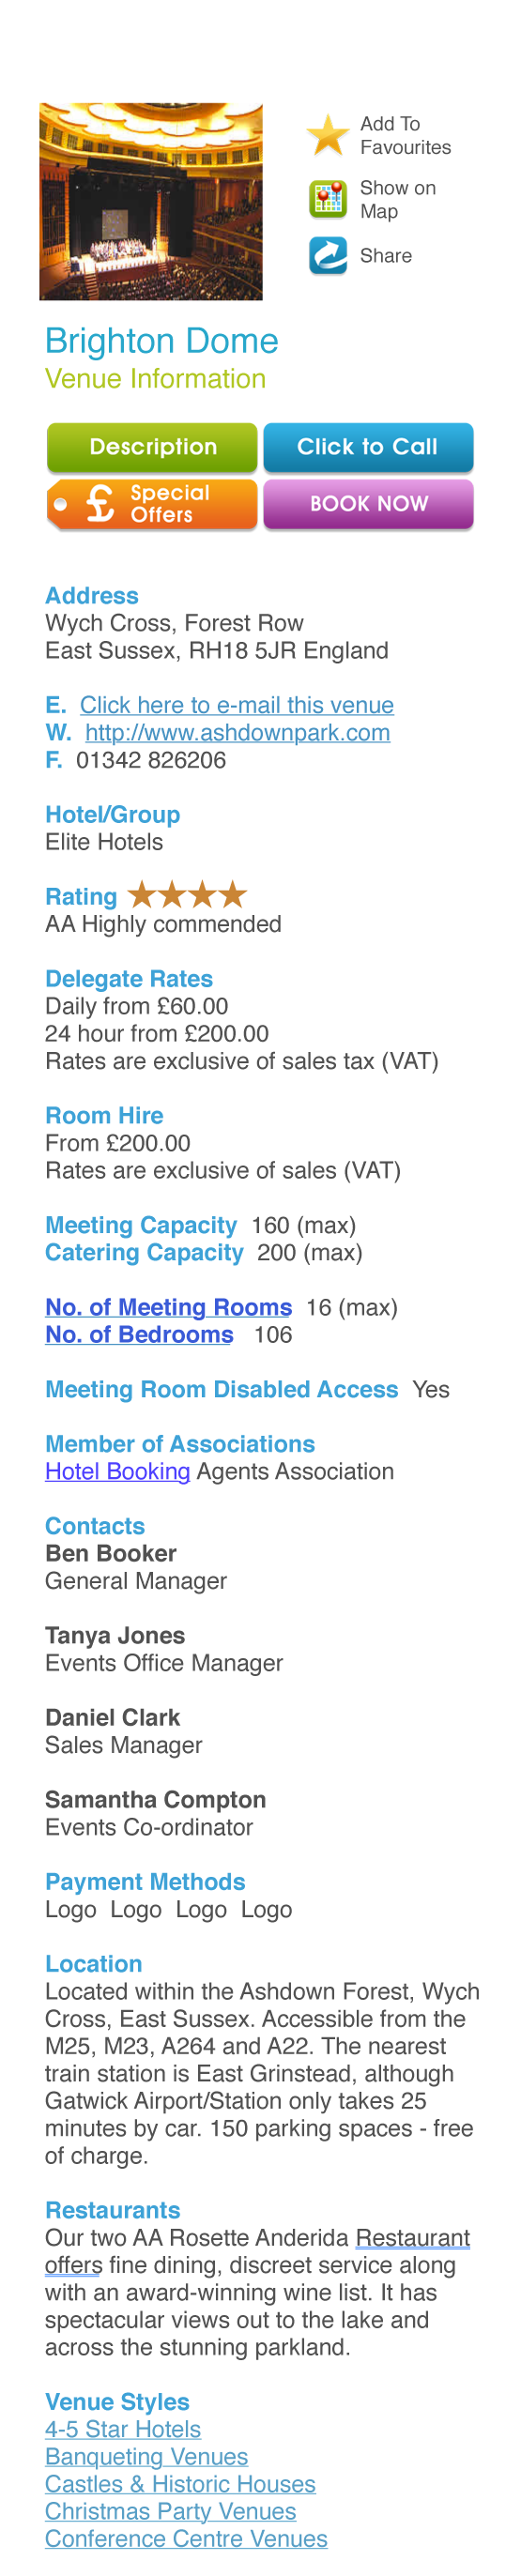 Add To
Favourites
Show on
Map
Share
Brighton Dome
Venue Information
Description
Click to Call
£ Special
Offers
BOOK NOW
Address
Wych Cross, Forest Row
East Sussex, RH18 5JR England
E. Click here to e-mail this venue
W. http://www.ashdownpark.com
F. 01342 826206
Hotel/Group
Elite Hotels
Rating ★★★★
AA Highly commended
Delegate Rates
Daily from £60.00
24 hour from £200.00
Rates are exclusive of sales tax (VAT)
Room Hire
From £200.00
Rates are exclusive of sales (VAT)
Meeting Capacity 160 (max)
Catering Capacity 200 (max)
No. of Meeting Rooms 16 (max)
No. of Bedrooms 106
Meeting Room Disabled Access Yes
Member of Associations
Hotel Booking Agents Association
Contacts
Ben Booker
General Manager
Tanya Jones
Events Office Manager
Daniel Clark
Sales Manager
Samantha Compton
Events Co-ordinator
Payment Methods
Logo Logo Logo Logo
Location
Located within the Ashdown Forest, Wych
Cross, East Sussex. Accessible from the
M25, M23, A264 and A22. The nearest
train station is East Grinstead, although
Gatwick Airport/Station only takes 25
minutes by car. 150 parking spaces - free
of charge.
Restaurants
Our two AA Rosette Anderida Restaurant
offers fine dining, discreet service along
with an award-winning wine list. It has
spectacular views out to the lake and
across the stunning parkland.
Venue Styles
4-5 Star Hotels
Banqueting Venues
Castles & Historic Houses
Christmas Party Venues
Conference Centre Venues